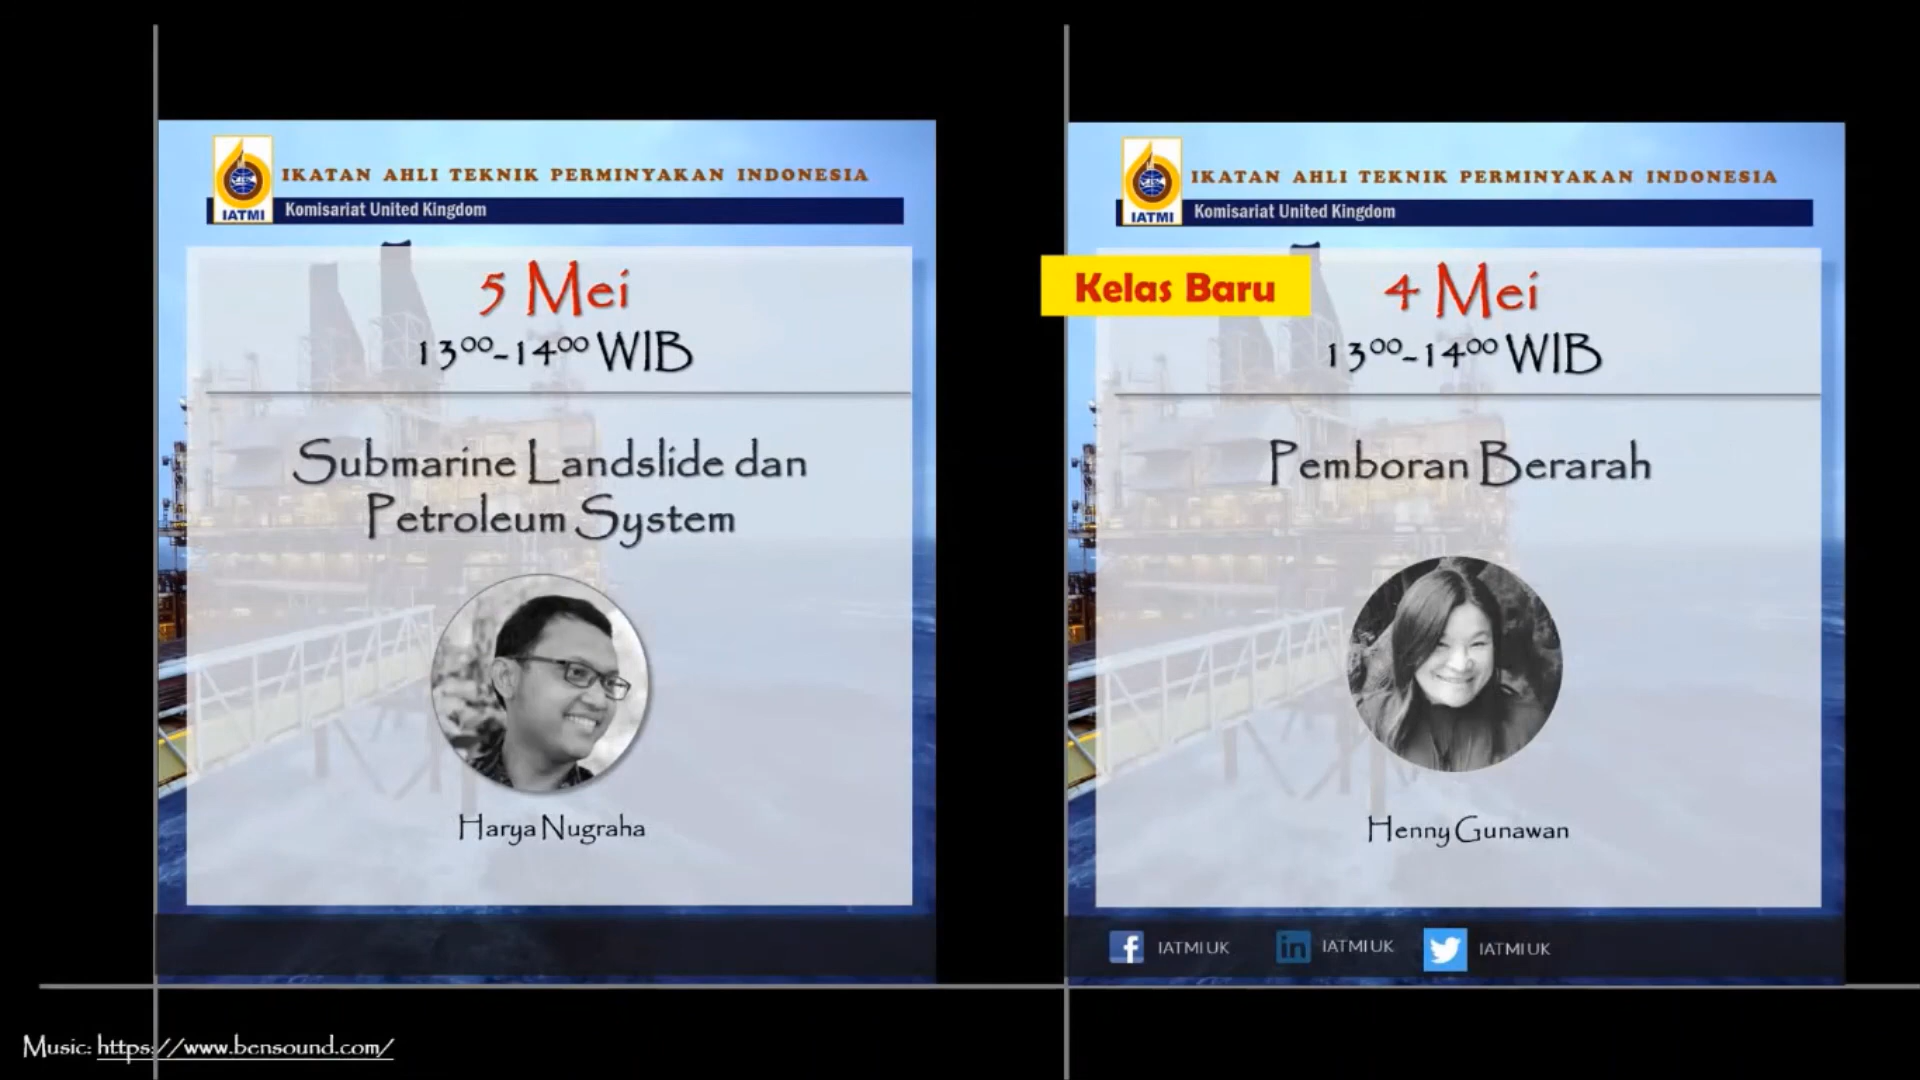 IKATAN AHLI TEKNIK PERMINYAKAN INDONESIA
IATMI
Komisariat United Kingdom
5 Mei
13⁰⁰-14⁰⁰ WIB
Submarine Landslide dan
Petroleum System
Harya Nugraha
IKATAN AHLI TEKNIK PERMINYAKAN INDONESIA
IATMI
Komisariat United Kingdom
Kelas Baru
4 Mei
13⁰⁰-14⁰⁰ WIB
Pemboran Berarah
Henny Gunawan
f IATMI UK
in IATMI UK
IATMI UK
Music: https://www.bensound.com/